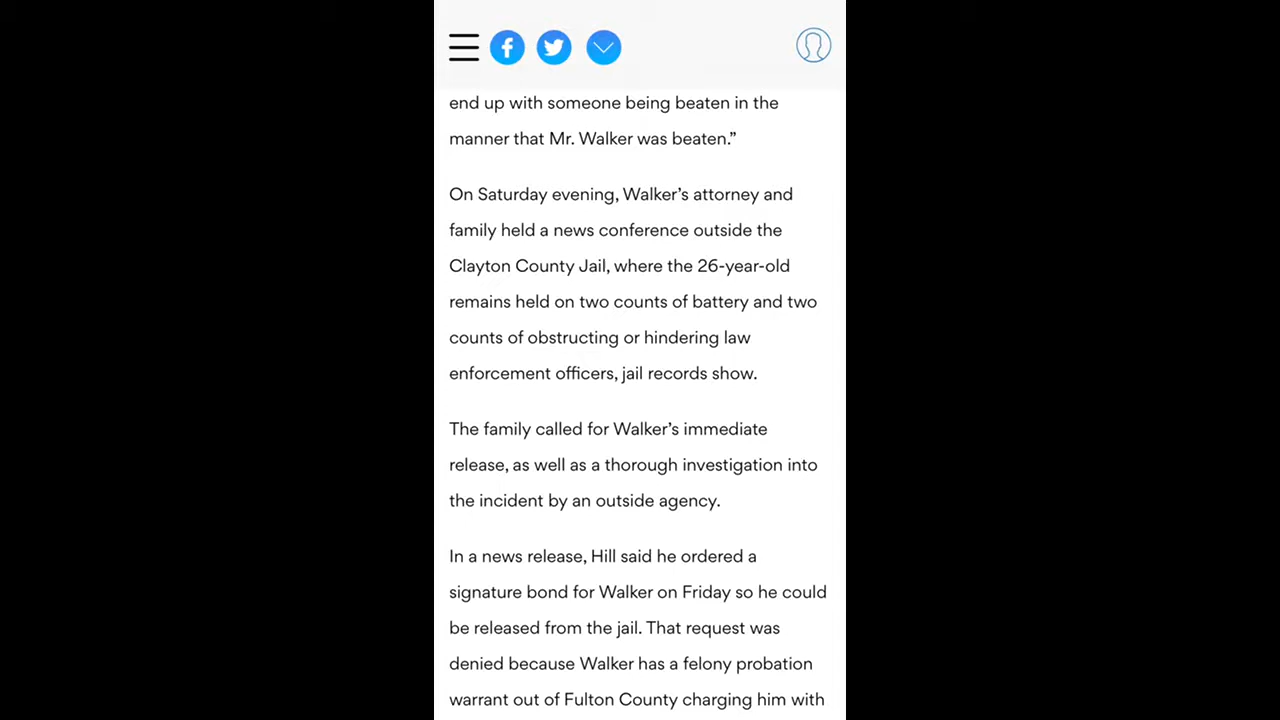 end up with someone being beaten in the
manner that Mr. Walker was beaten.”
On Saturday evening, Walker’s attorney and
family held a news conference outside the
Clayton County Jail, where the 26-year-old
remains held on two counts of battery and two
counts of obstructing or hindering law
enforcement officers, jail records show.
The family called for Walker’s immediate
release, as well as a thorough investigation into
the incident by an outside agency.
In a news release, Hill said he ordered a
signature bond for Walker on Friday so he could
be released from the jail. That request was
denied because Walker has a felony probation
warrant out of Fulton County charging him with